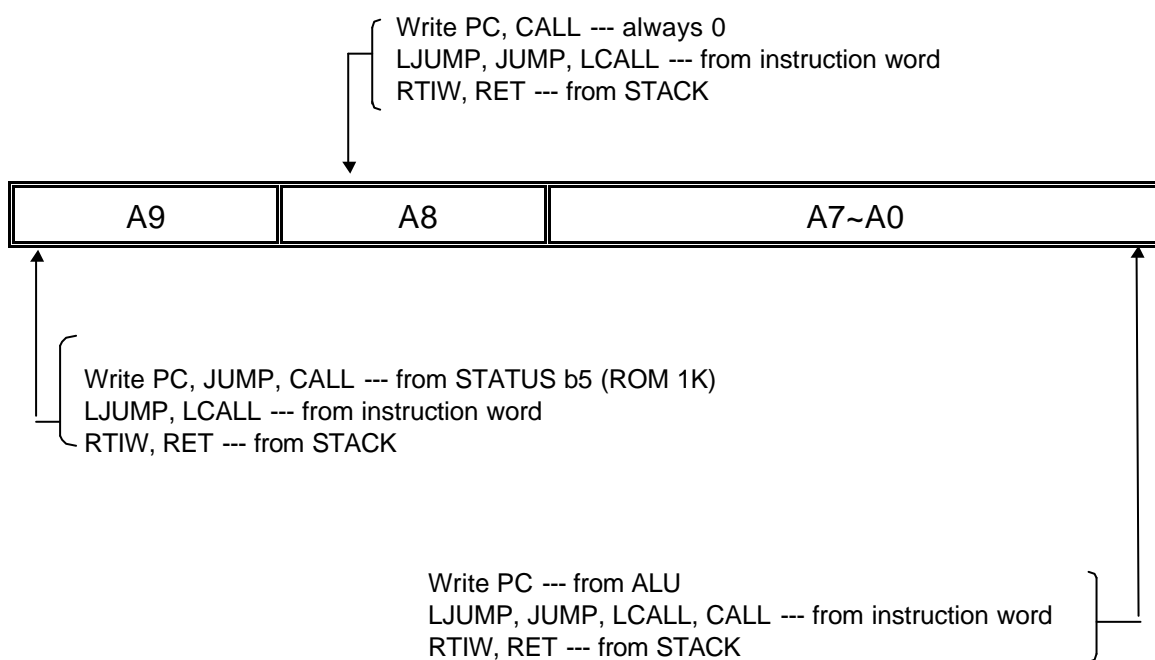 Write PC, CALL --- always 0
LJUMP, JUMP, LCALL --- from instruction word
RTIW, RET --- from STACK
A9 A8 A7~A0
Write PC, JUMP, CALL --- from STATUS b5 (ROM 1K)
LJUMP, LCALL --- from instruction word
RTIW, RET --- from STACK
Write PC --- from ALU
LJUMP, JUMP, LCALL, CALL --- from instruction word
RTIW, RET --- from STACK